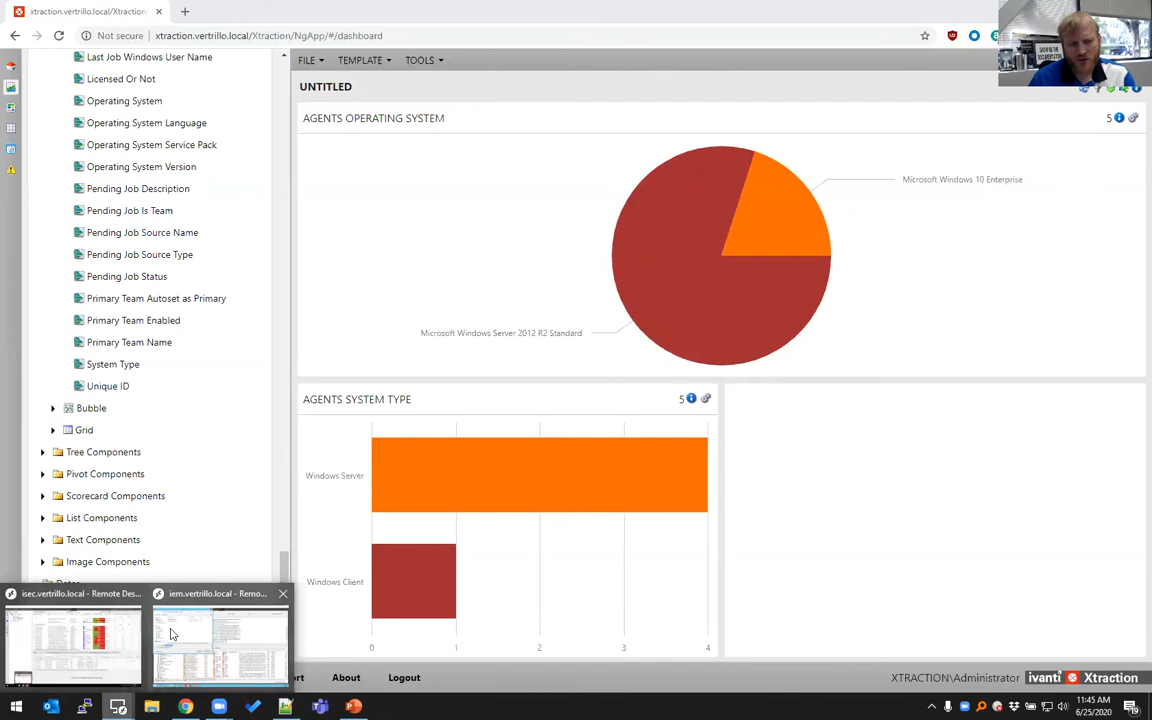 xtraction.vertrillo.local/Xtraction
Not secure
xtraction.vertrillo.local/Xtraction/NgApp/#/dashboard
Last Job Windows User Name
Licensed Or Not
Operating System
Operating System Language
Operating System Service Pack
Operating System Version
Pending Job Description
Pending Job Is Team
Pending Job Source Name
Pending Job Source Type
Pending Job Status
Primary Team Autoset as Primary
Primary Team Enabled
Primary Team Name
System Type
Unique ID
Bubble
Grid
Tree Components
Pivot Components
Scorecard Components
List Components
Text Components
Image Components
FILE
TEMPLATE
TOOLS
UNTITLED
AGENTS OPERATING SYSTEM
5
Microsoft Windows 10 Enterprise
Microsoft Windows Server 2012 R2 Standard
AGENTS SYSTEM TYPE
5
Windows Server
Windows Client
0 1 2 3 4
isec.vertrillo.local - Remote Des...
iem.vertrillo.local - Remo...
About
Logout
XTRACTION\Administrator
ivanti Xtraction
11:45 AM
6/25/2020
19